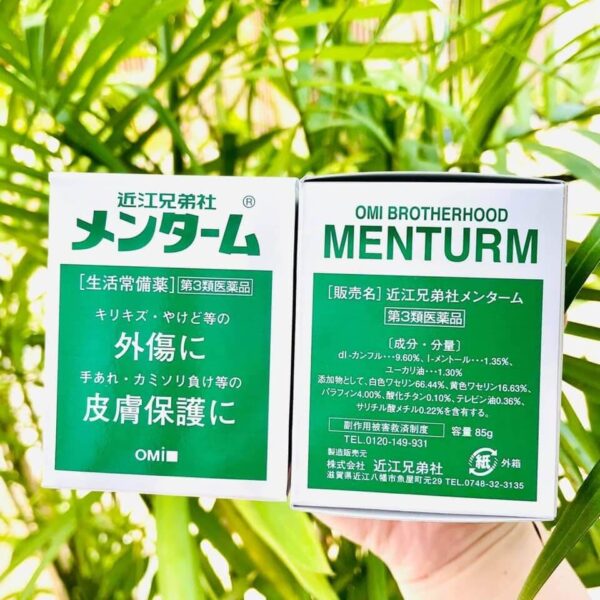 近江兄弟社
メンターム®
[生活常備薬] 第3類医薬品
キリキズ・やけど等の
外傷に
手あれ・カミソリ負け等の
皮膚保護に
OMi
OMI BROTHERHOOD
MENTURM
[販売名] 近江兄弟社メンターム
第3類医薬品
[成分・分量]
dl-カンフル…9.60%、l-メントール…1.35%、
ユーカリ油…1.30%
添加物として、白色ワセリン66.44%、黄色ワセリン16.63%、
パラフィン4.00%、酸化チタン0.10%、テレビン油0.36%、
サリチル酸メチル0.22%を含有する。
副作用被害救済制度
TEL.0120-149-931
容量 85g
製造販売元
株式会社 近江兄弟社
滋賀県近江八幡市魚屋町元29 TEL.0748-32-3135
紙 外箱